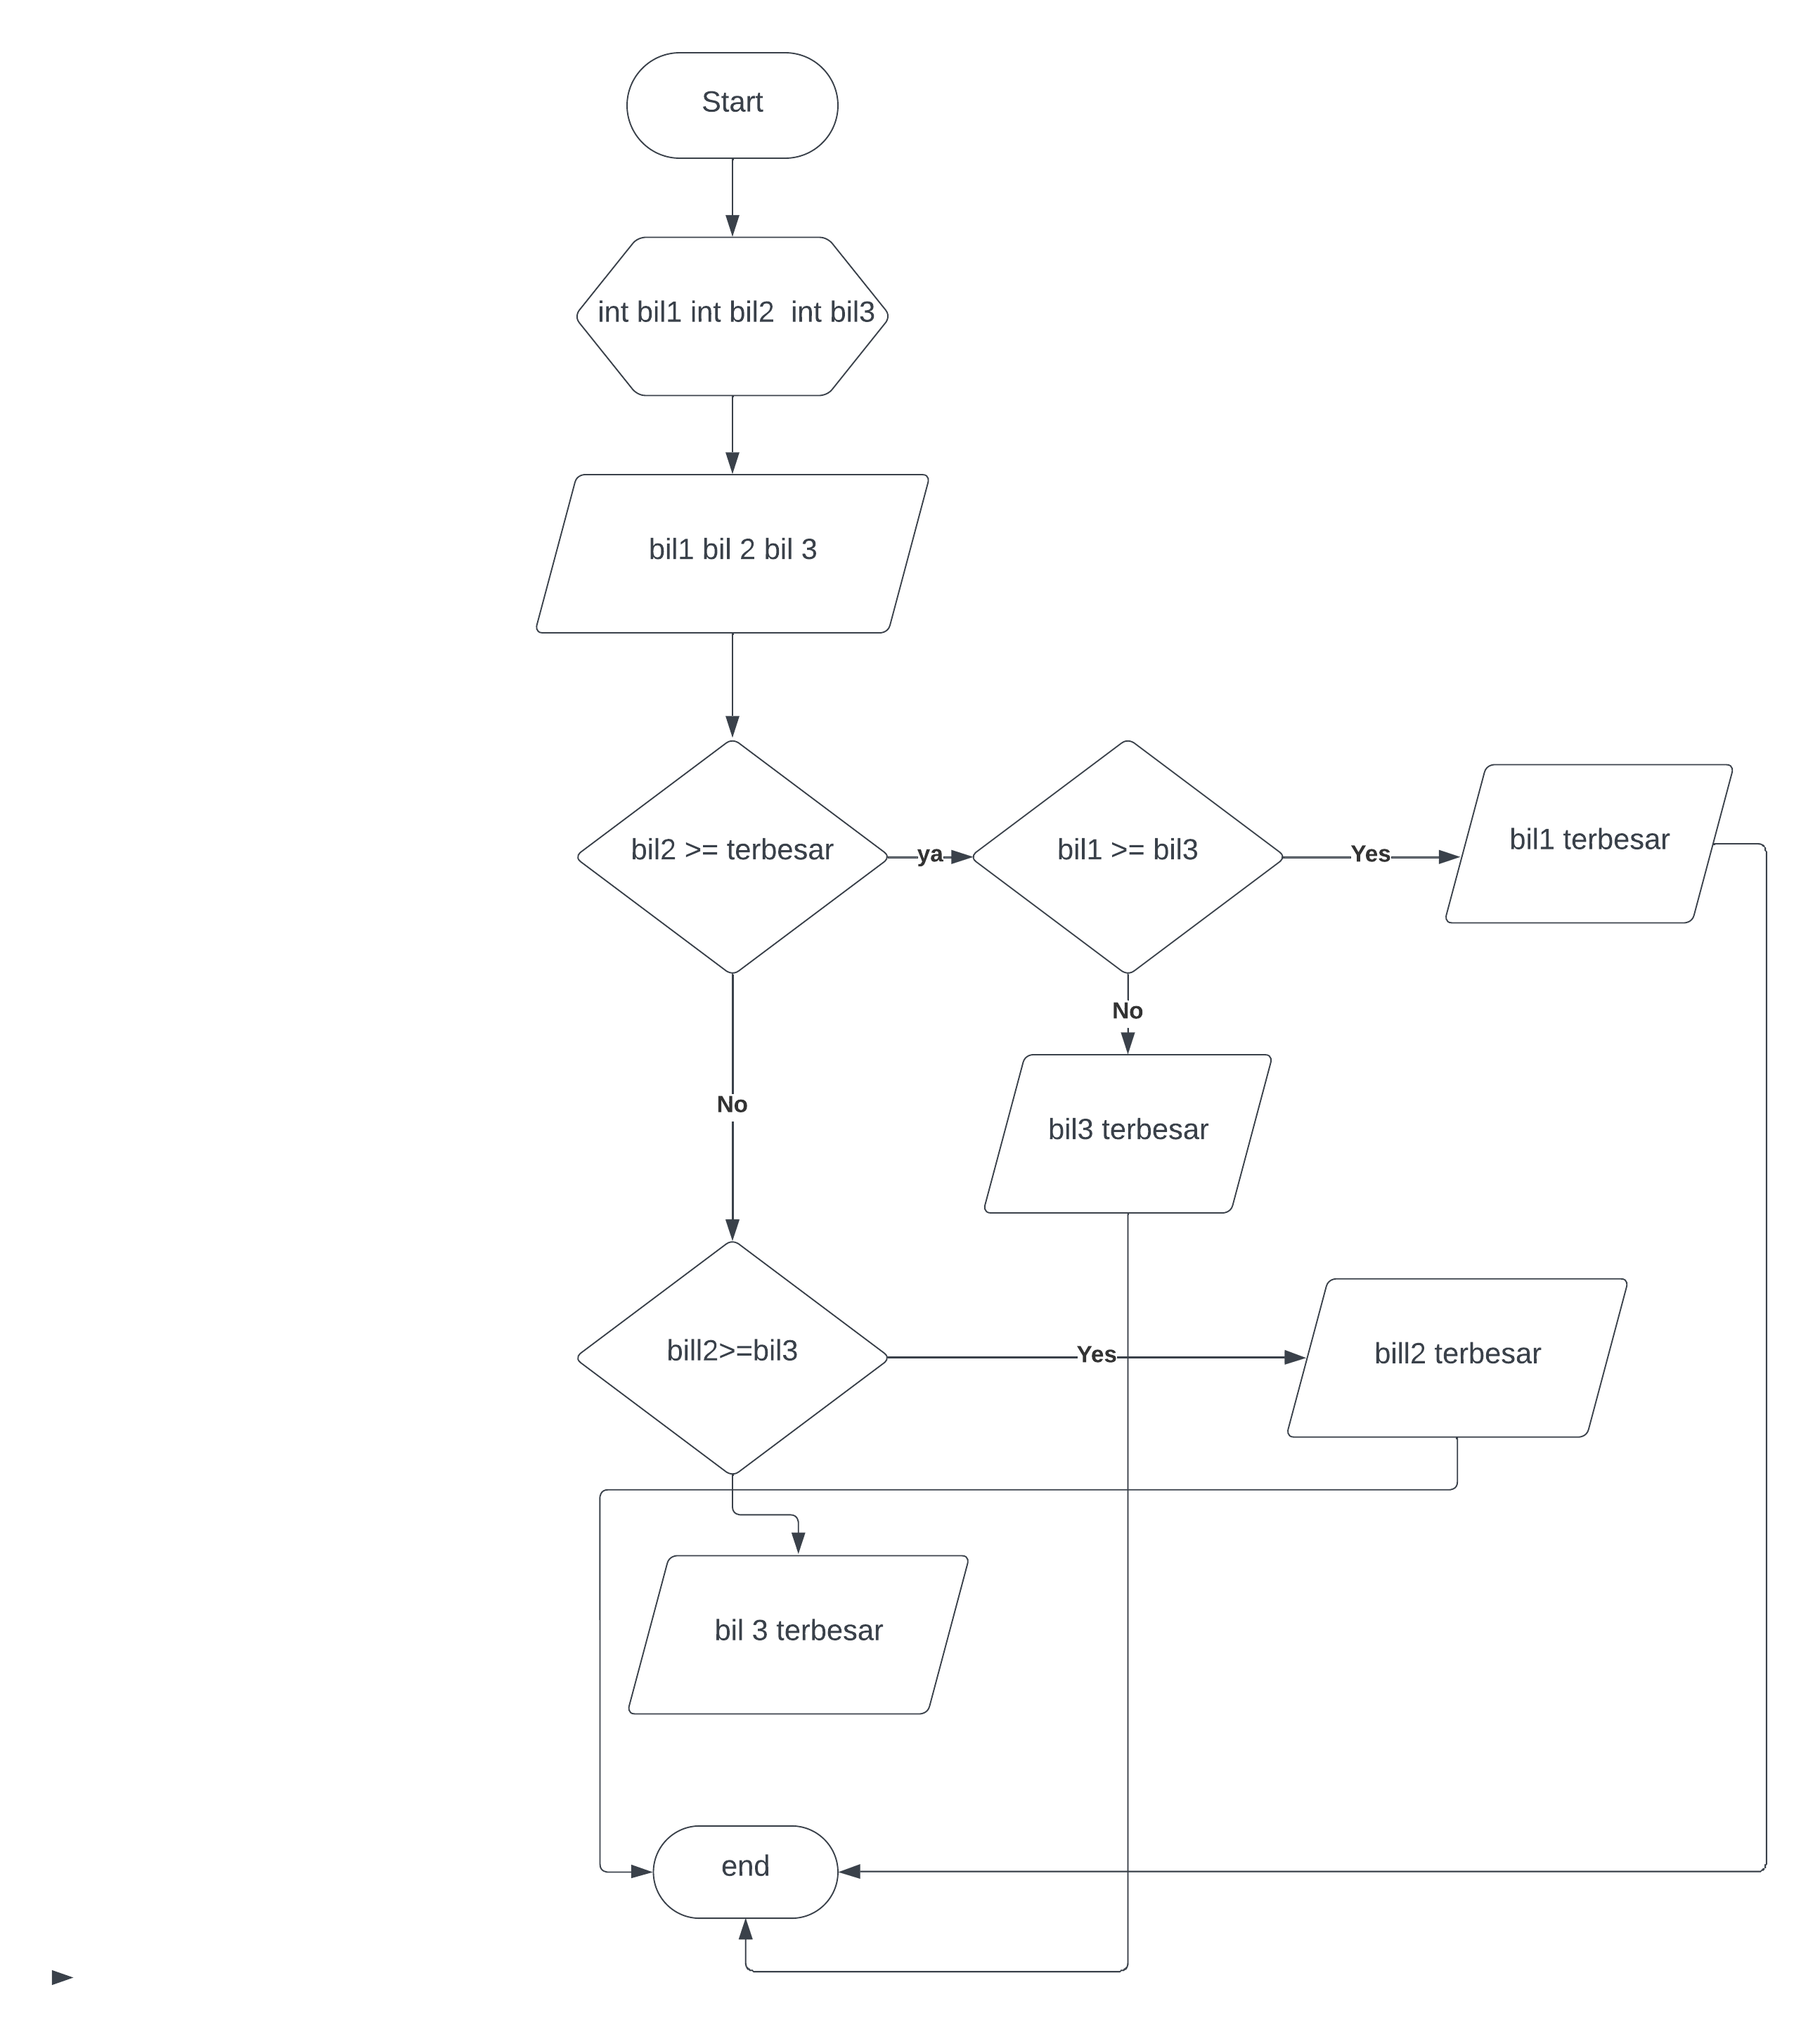 Start
int bil1 int bil2  int bil3
bil1 bil 2 bil 3
bil2 >= terbesar
ya
bil1 >= bil3
Yes
bil1 terbesar
No
No
bil3 terbesar
bill2>=bil3
Yes
bill2 terbesar
bil 3 terbesar
end